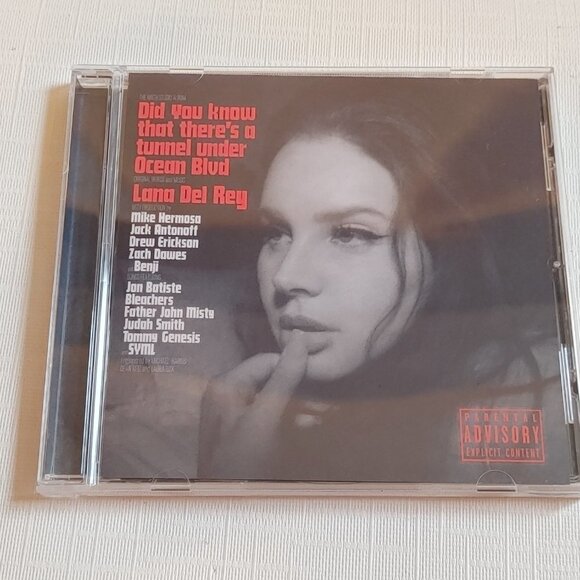 Did you know
that there's a
tunnel under
Ocean Blvd
Lana Del Rey
Mike Hermosa
Jack Antonoff
Drew Erickson
Zach Dawes
Benji
Jon Batiste
Bleachers
Father John Misty
Judah Smith
Tommy Genesis
and SYML
PARENTAL
ADVISORY
EXPLICIT CONTENT